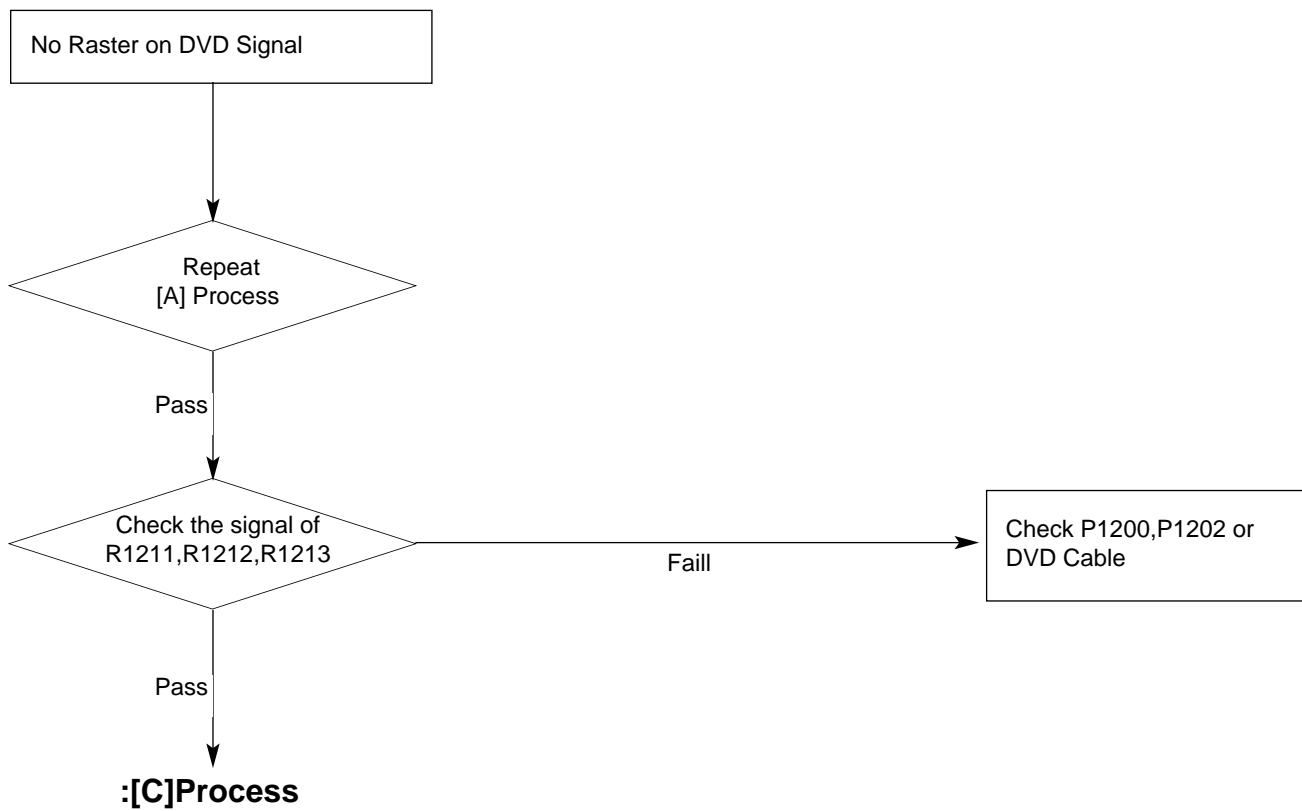 No Raster on DVD Signal
Repeat
[A] Process
Pass
Check the signal of
R1211,R1212,R1213
Faill
Check P1200,P1202 or
DVD Cable
Pass
:[C]Process